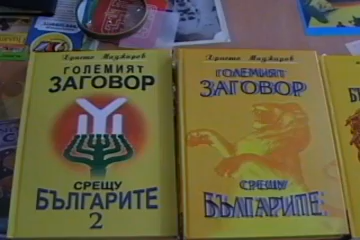 Христо Маджаров
ГОЛЕМИЯТ
ЗАГОВОР
СРЕЩУ
БЪЛГАРИТЕ
2
Христо Маджаров
ГОЛЕМИЯТ
ЗАГОВОР
СРЕЩУ
БЪЛГАРИТЕ